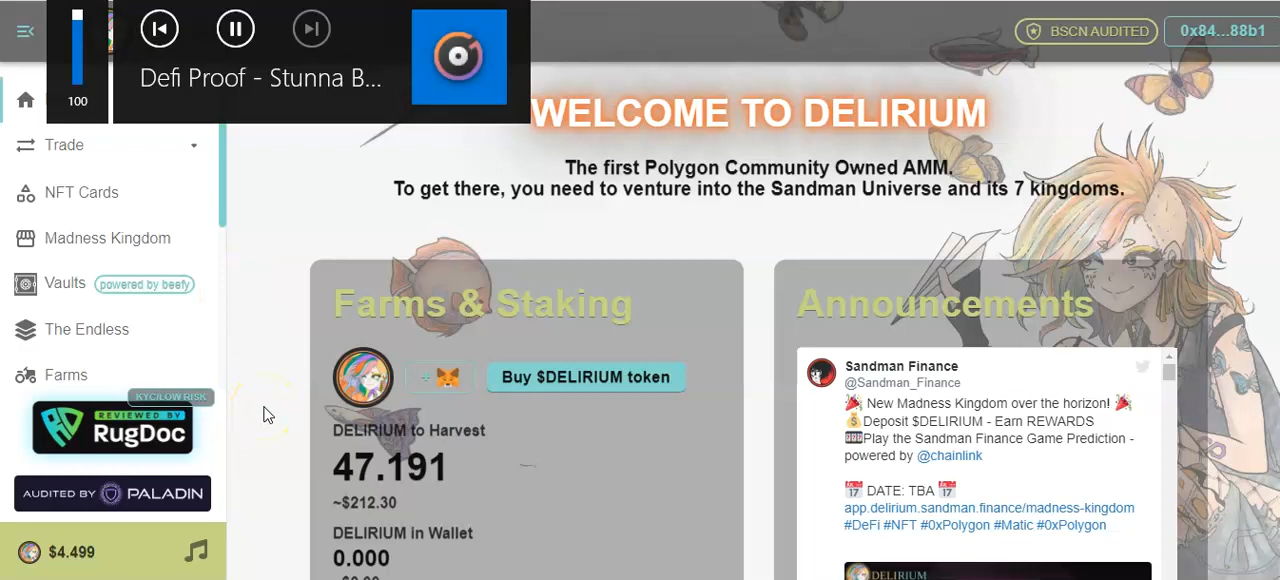 100
Defi Proof - Stunna B...
BSCN AUDITED
0x84...88b1
Trade
NFT Cards
Madness Kingdom
Vaults powered by beefy
The Endless
Farms
KYC/LOW RISK
REVIEWED BY
RugDoc
AUDITED BY PALADIN
$4.499
WELCOME TO DELIRIUM
The first Polygon Community Owned AMM.
To get there, you need to venture into the Sandman Universe and its 7 kingdoms.
Farms & Staking
Buy $DELIRIUM token
DELIRIUM to Harvest
47.191
~$212.30
DELIRIUM in Wallet
0.000
Announcements
Sandman Finance
@Sandman_Finance
🎉 New Madness Kingdom over the horizon! 🎉
💰Deposit $DELIRIUM - Earn REWARDS
🎰Play the Sandman Finance Game Prediction -
powered by @chainlink
📅 DATE: TBA 📅
app.delirium.sandman.finance/madness-kingdom
#DeFi #NFT #0xPolygon #Matic #0xPolygon
DELIRIUM